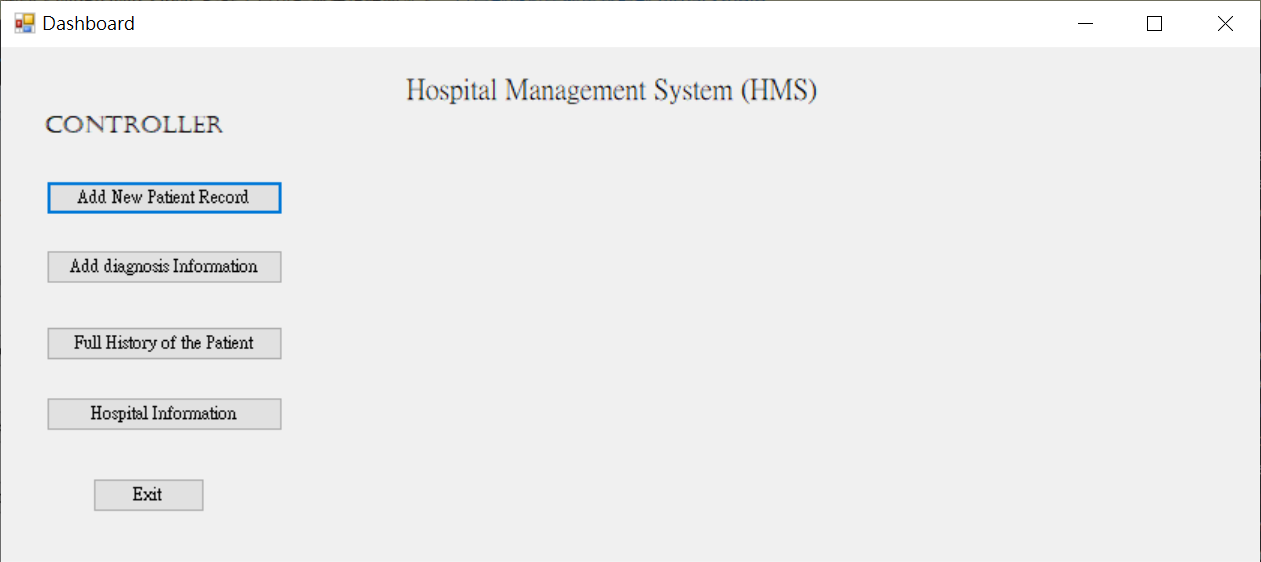 Dashboard
Hospital Management System (HMS)
CONTROLLER
Add New Patient Record
Add diagnosis Information
Full History of the Patient
Hospital Information
Exit